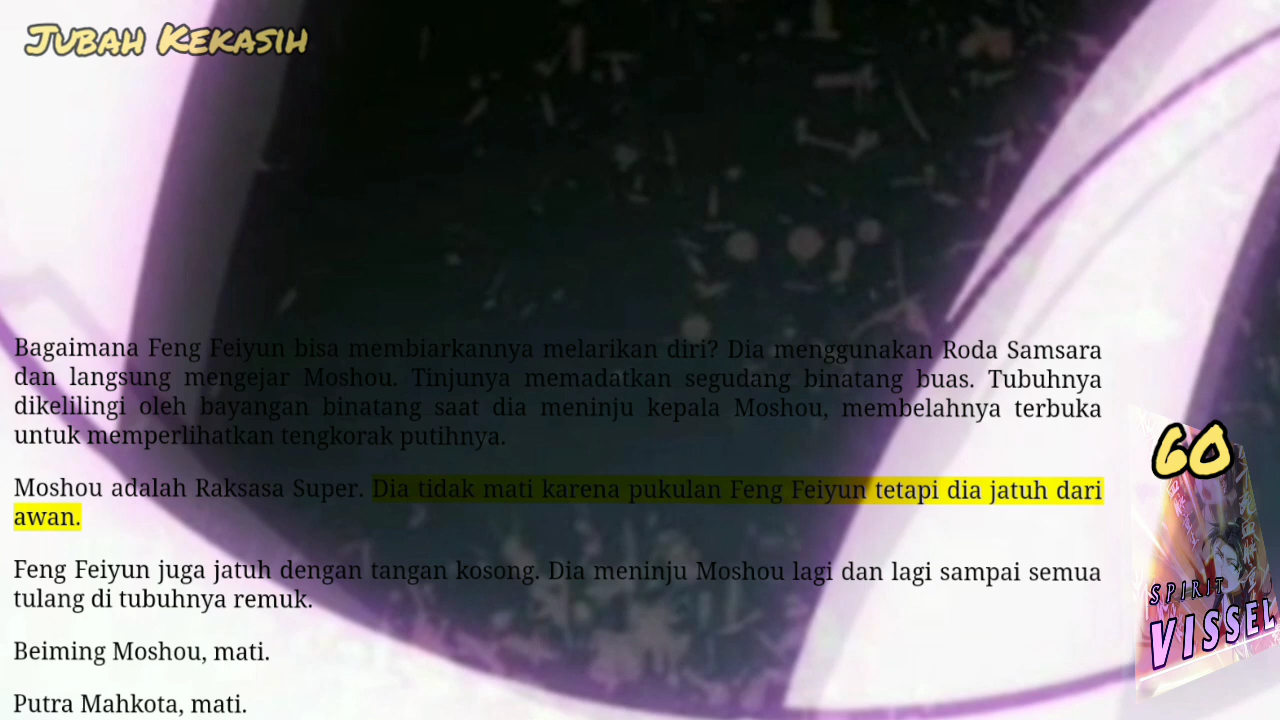 Jubah Kekasih
Bagaimana Feng Feiyun bisa membiarkannya melarikan diri? Dia menggunakan Roda Samsara
dan langsung mengejar Moshou. Tinjunya memadatkan segudang binatang buas. Tubuhnya
dikelilingi oleh bayangan binatang saat dia meninju kepala Moshou, membelahnya terbuka
untuk memperlihatkan tengkorak putihnya.
Moshou adalah Raksasa Super. Dia tidak mati karena pukulan Feng Feiyun tetapi dia jatuh dari
awan.
Feng Feiyun juga jatuh dengan tangan kosong. Dia meninju Moshou lagi dan lagi sampai semua
tulang di tubuhnya remuk.
Beiming Moshou, mati.
Putra Mahkota, mati.
60
SPIRIT
VISSEL